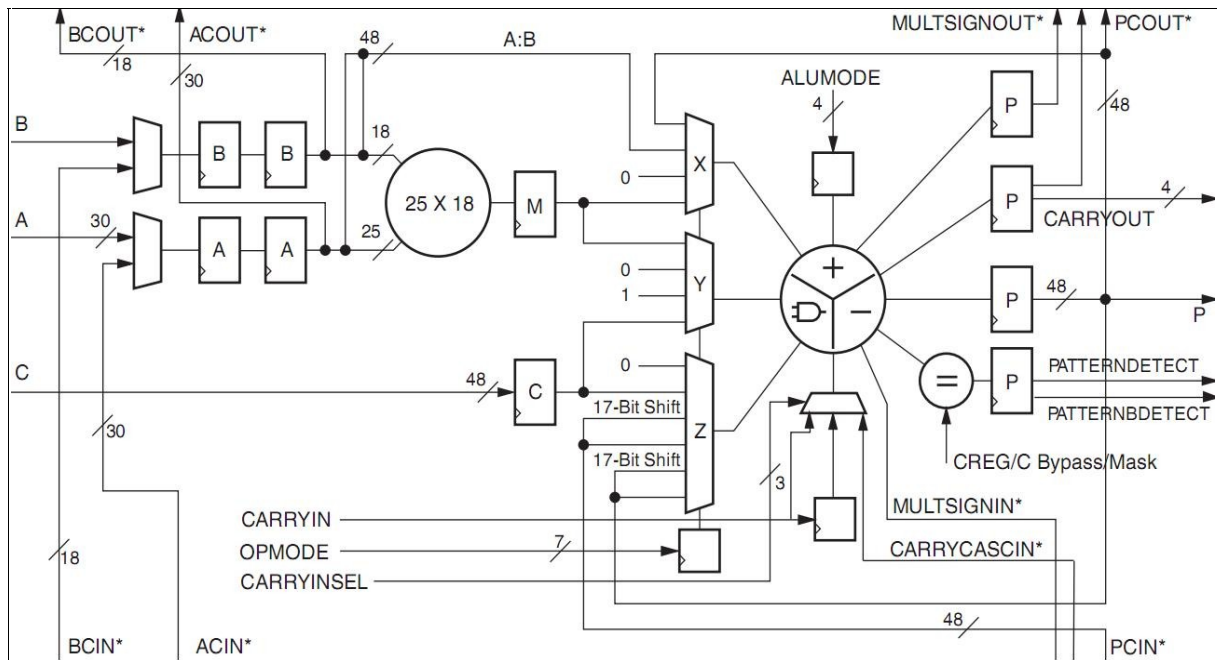 BCOUT* ACOUT* 48 A:B MULTSIGNOUT* PCOUT*
18
30
ALUMODE
4
P
48
B
B B
18
X
0
P
4
CARRYOUT
25 X 18
M
A
30
A A
25
0
Y
1
+
−
P
48
P
C
48
C
0
17-Bit Shift
Z
17-Bit Shift
=
P
PATTERNDETECT
PATTERNBDETECT
30
3
CREG/C Bypass/Mask
CARRYIN
MULTSIGNIN*
OPMODE
7
18
CARRYCASCIN*
CARRYINSEL
48
BCIN* ACIN* PCIN*